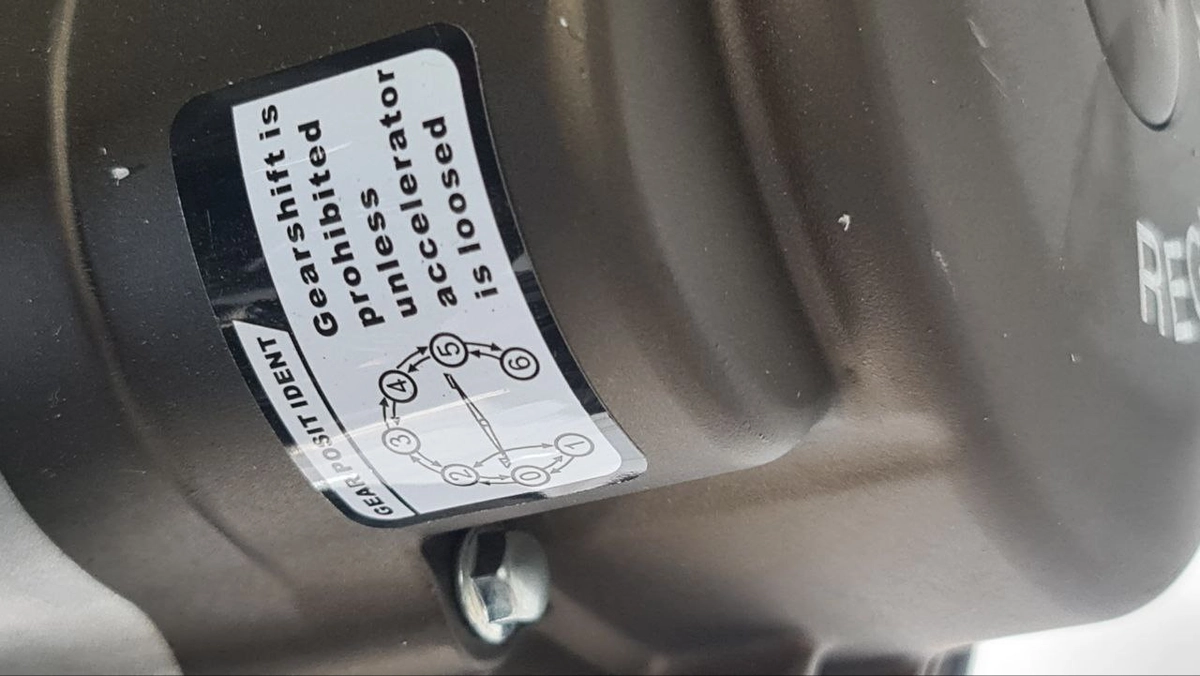 Gearshift is
prohibited
unless
accelerator
is loosed
GEAR POSIT IDENT
4
5
3
6
2
0
1